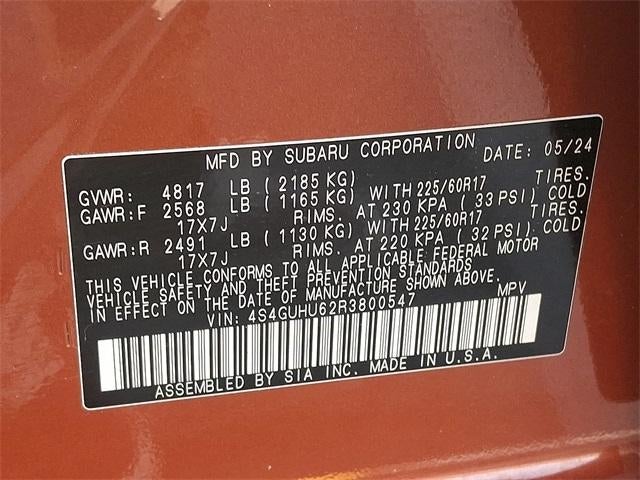 MFD BY SUBARU CORPORATION DATE: 05/24
GVWR: 4817 LB ( 2185 KG)
GAWR:F 2568 LB ( 1165 KG) WITH 225/60R17 TIRES.
17X7J RIMS. AT 230 KPA ( 33 PSI) COLD
GAWR:R 2491 LB ( 1130 KG) WITH 225/60R17 TIRES.
17X7J RIMS. AT 220 KPA ( 32 PSI) COLD
THIS VEHICLE CONFORMS TO ALL APPLICABLE FEDERAL MOTOR
VEHICLE SAFETY AND THEFT PREVENTION STANDARDS
IN EFFECT ON THE DATE OF MANUFACTURE SHOWN ABOVE.
VIN: 4S4GUHU62R3800547 MPV
ASSEMBLED BY SIA INC. MADE IN U.S.A.